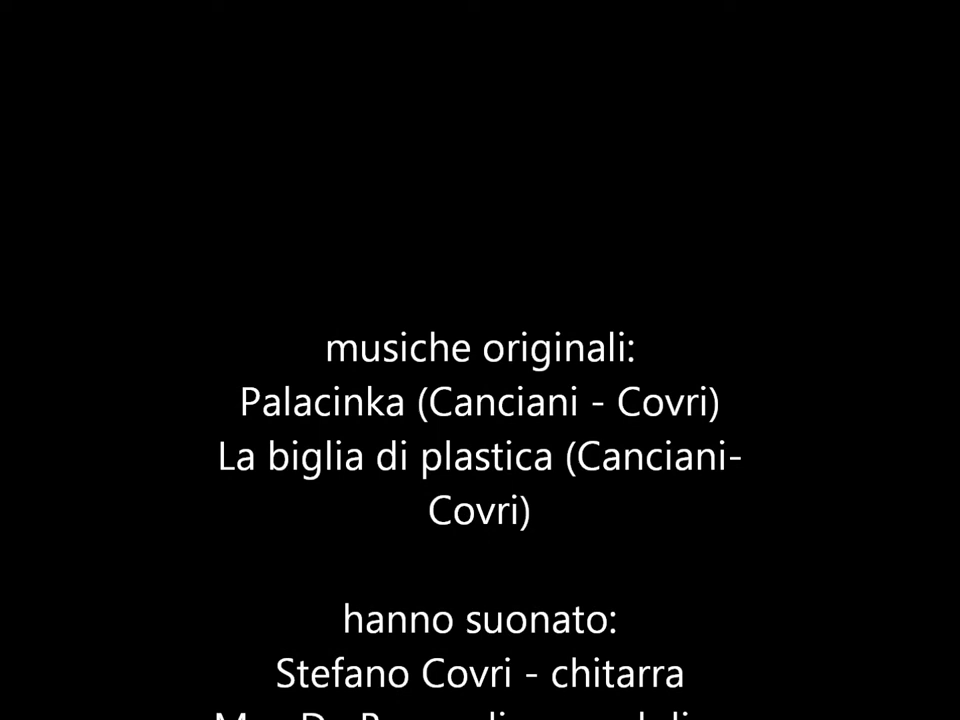 musiche originali:
Palacinka (Canciani - Covri)
La biglia di plastica (Canciani-
Covri)
hanno suonato:
Stefano Covri - chitarra